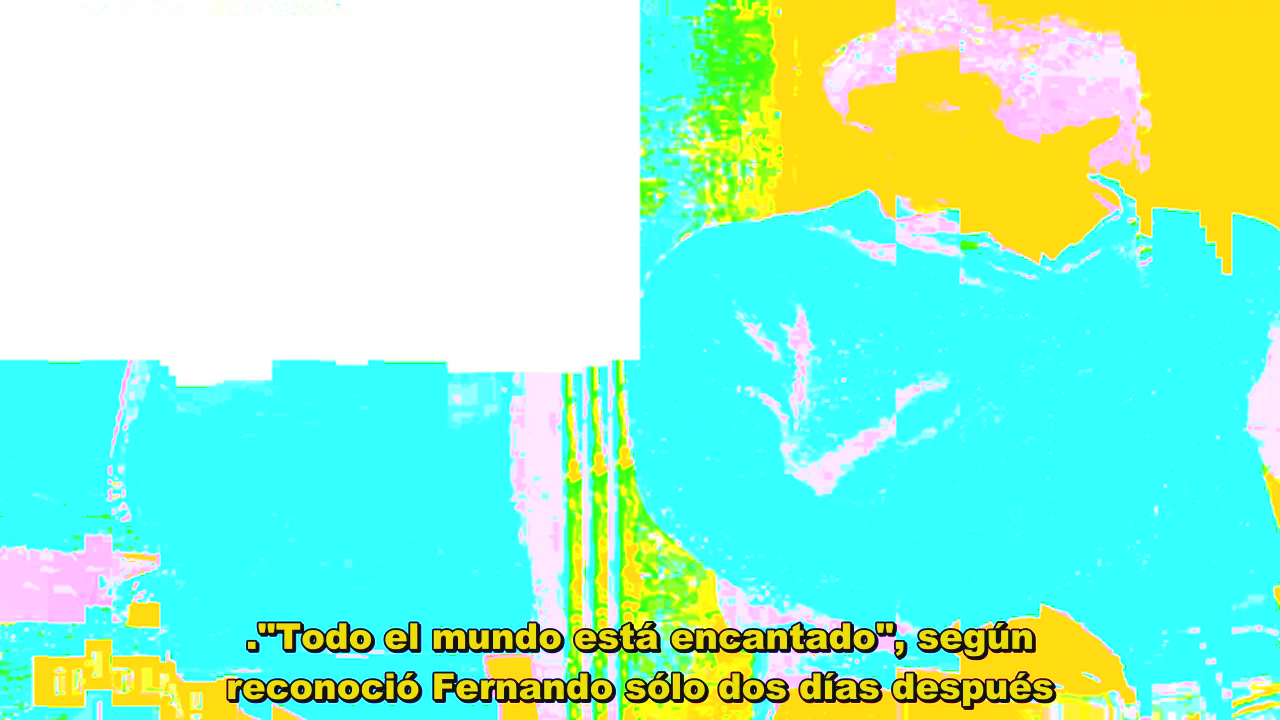 ."Todo el mundo está encantado", según
reconoció Fernando sólo dos días después